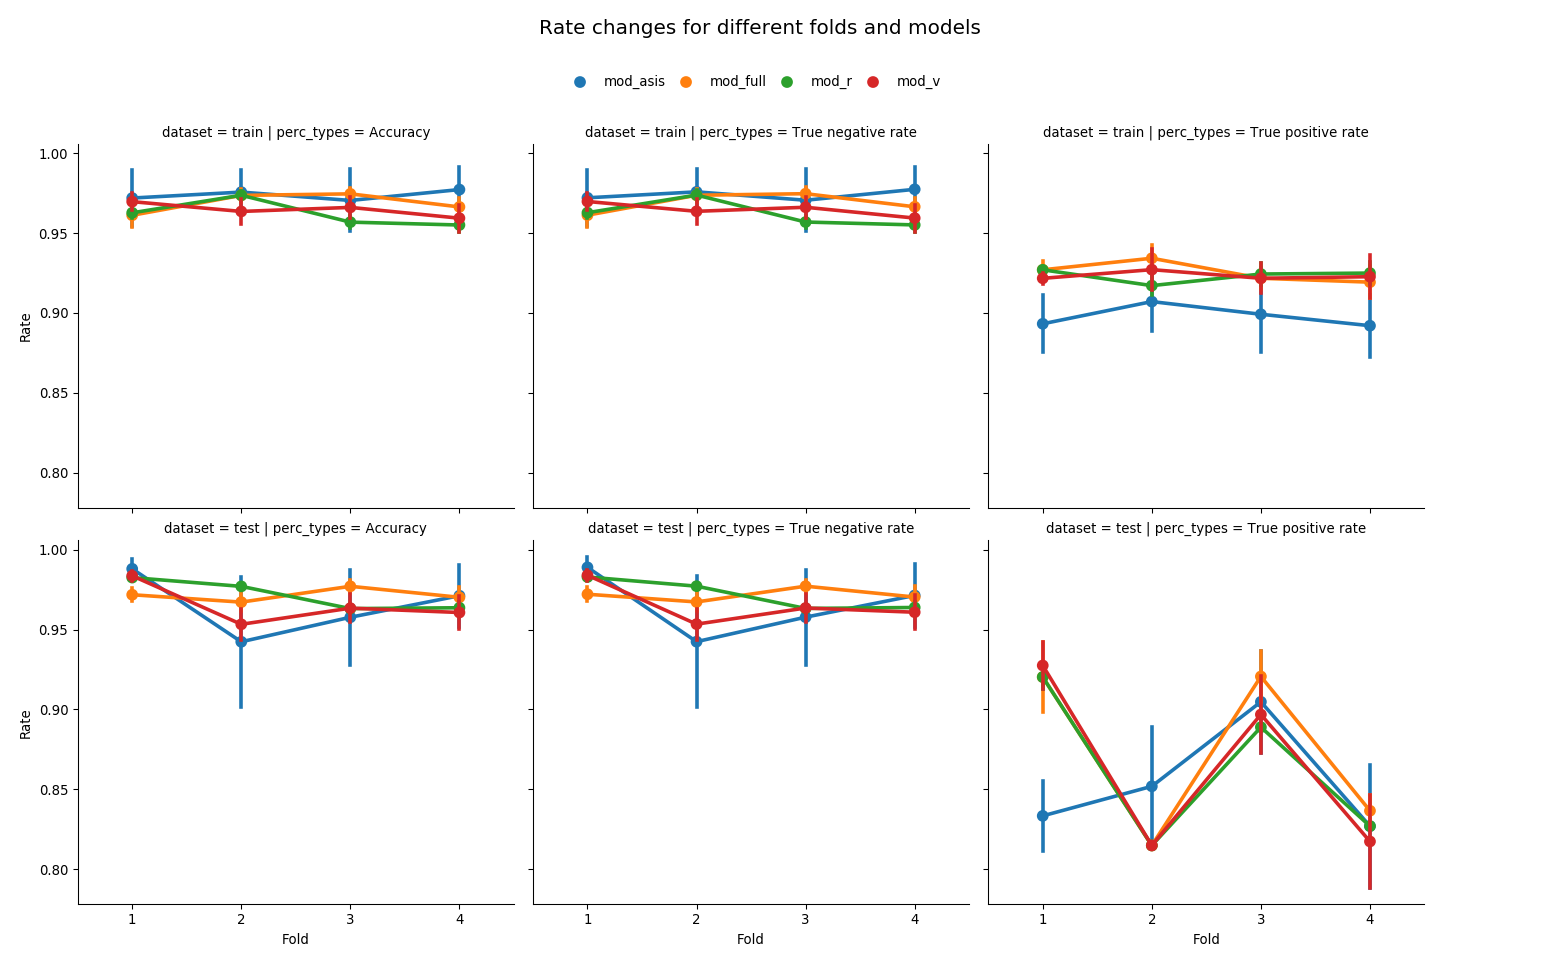 Rate changes for different folds and models
mod_asis mod_full mod_r mod_v
dataset = train | perc_types = Accuracy
dataset = train | perc_types = True negative rate
dataset = train | perc_types = True positive rate
1.00
0.95
0.90
0.85
0.80
Rate
dataset = test | perc_types = Accuracy
dataset = test | perc_types = True negative rate
dataset = test | perc_types = True positive rate
1.00
0.95
0.90
0.85
0.80
Rate
1 2 3 4
1 2 3 4
1 2 3 4
Fold
Fold
Fold